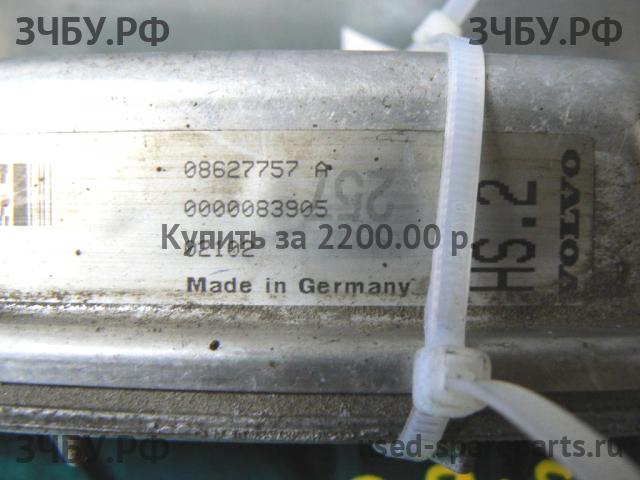 ЗЧБУ.РФ
ЗЧБУ.РФ
08627757 A
0000083905
02102
Made in Germany
257
HS.2
VOLVO
Купить за 2200.00 р.
ЗЧБУ.РФ
used-spareparts.ru